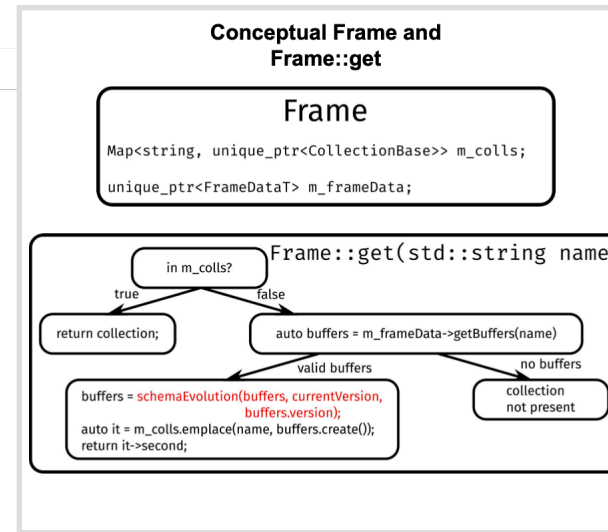 Conceptual Frame and
Frame::get
Frame
Map<string, unique_ptr<CollectionBase>> m_colls;
unique_ptr<FrameDataT> m_frameData;
Frame::get(std::string name
in m_colls?
true
false
return collection;
auto buffers = m_frameData->getBuffers(name)
valid buffers
no buffers
buffers = schemaEvolution(buffers, currentVersion,
buffers.version);
auto it = m_colls.emplace(name, buffers.create());
return it->second;
collection
not present